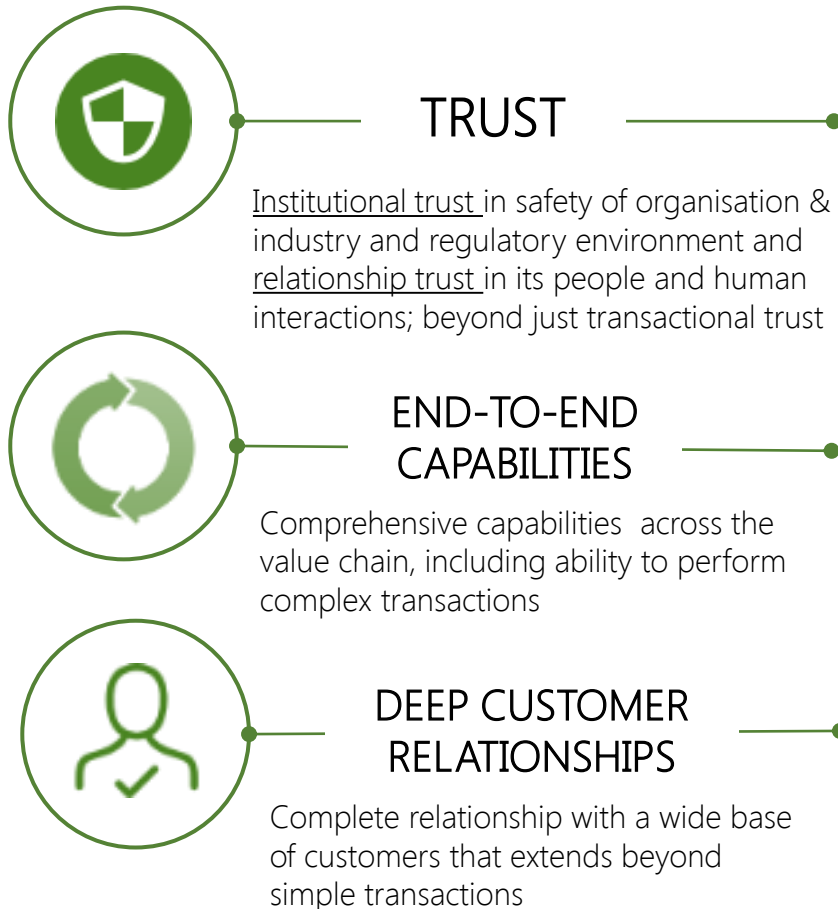 TRUST
Institutional trust in safety of organisation &
industry and regulatory environment and
relationship trust in its people and human
interactions; beyond just transactional trust
END-TO-END
CAPABILITIES
Comprehensive capabilities  across the
value chain, including ability to perform
complex transactions
DEEP CUSTOMER
RELATIONSHIPS
Complete relationship with a wide base
of customers that extends beyond
simple transactions